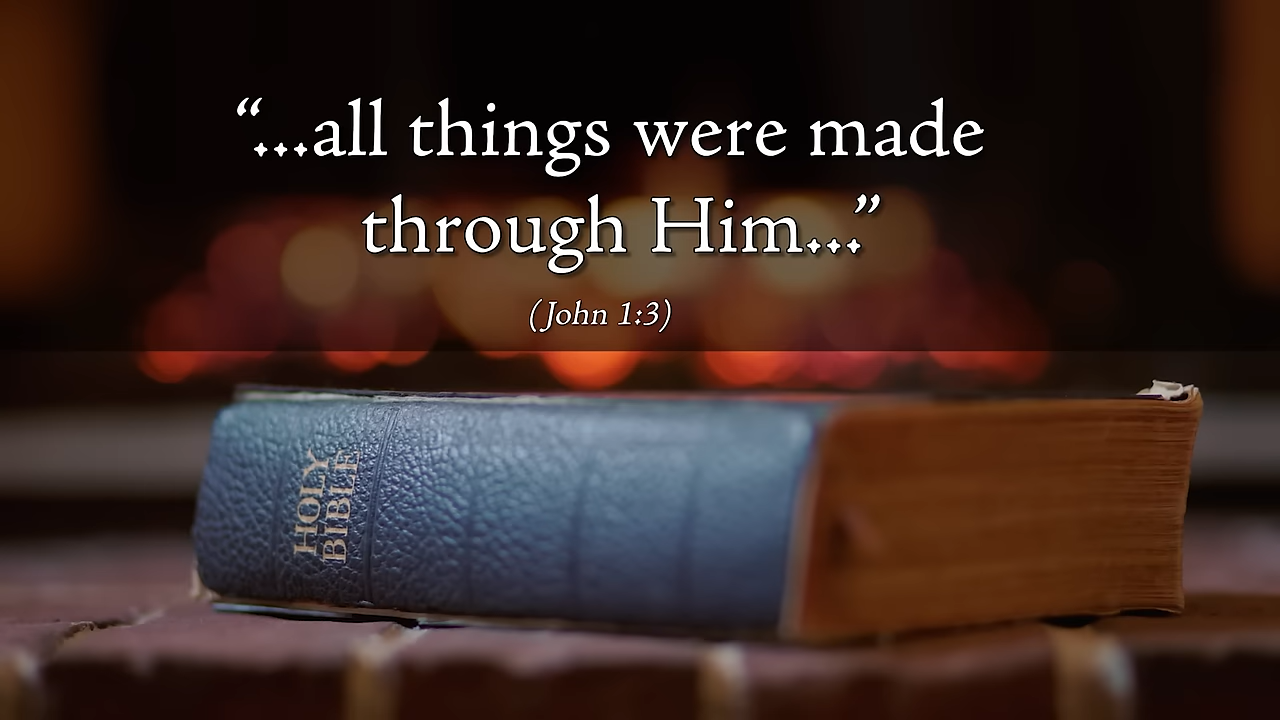 “...all things were made
through Him...”
(John 1:3)
HOLY
BIBLE